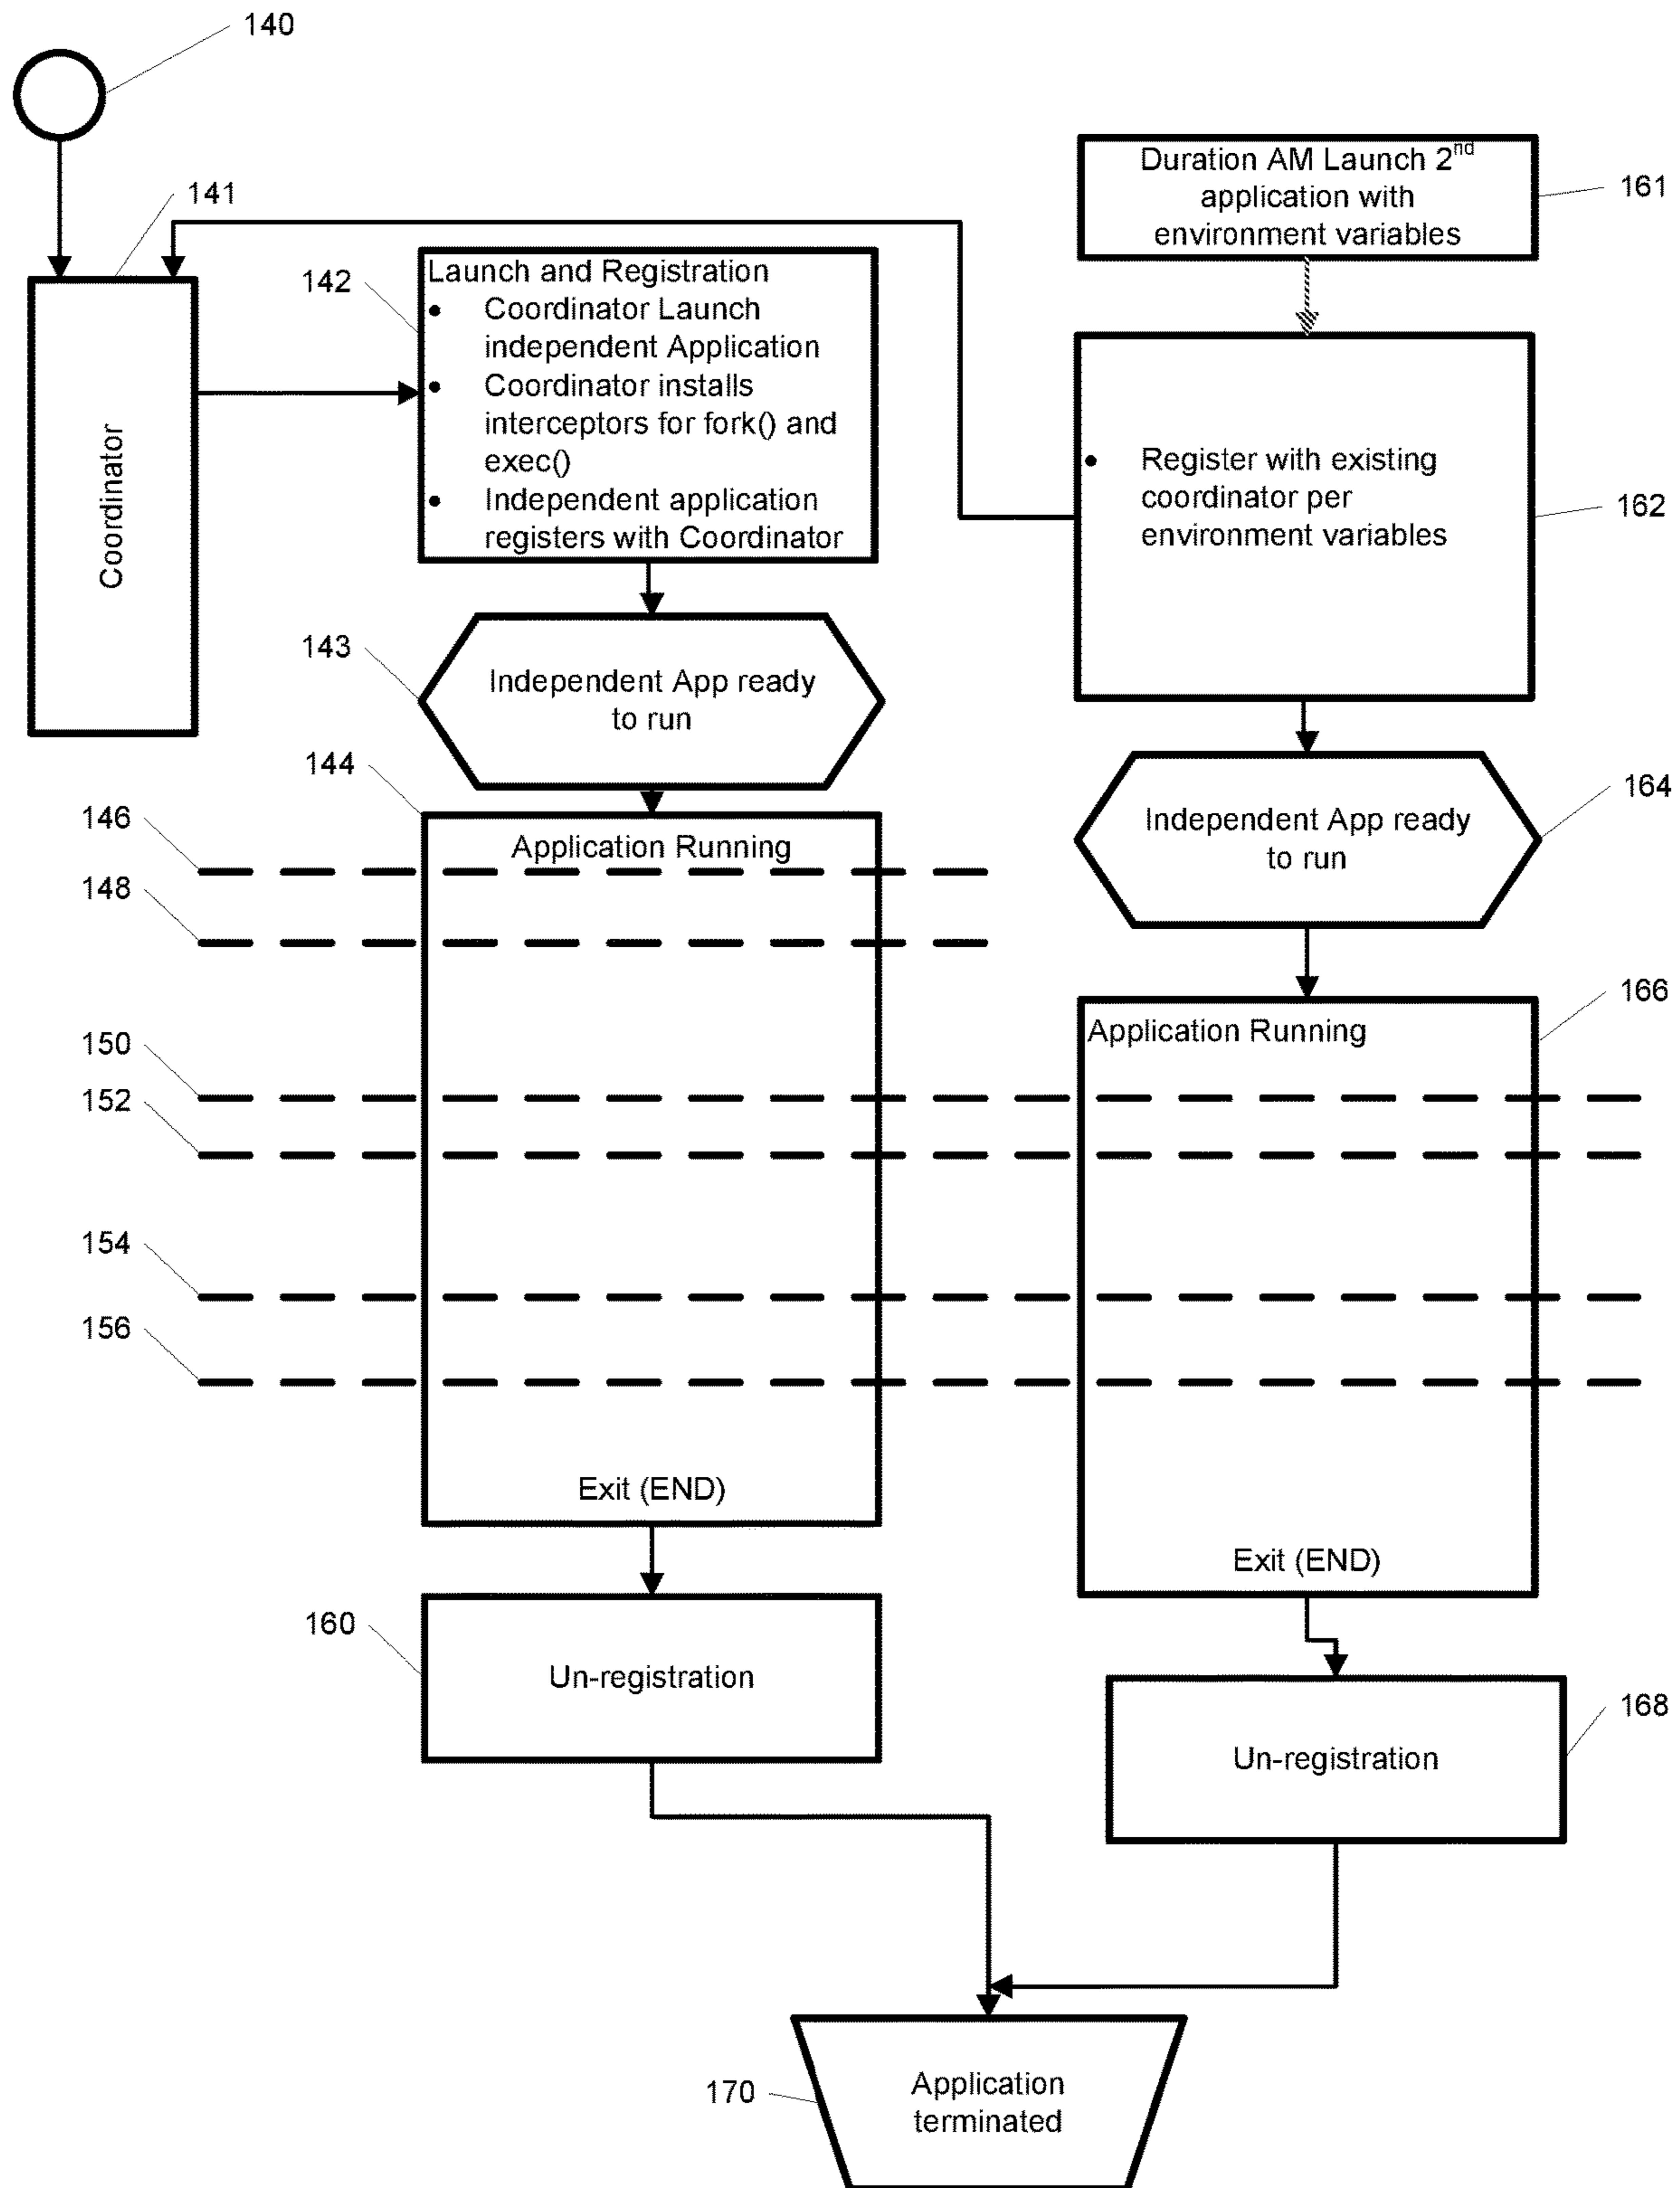 140
141
Coordinator
142
Launch and Registration
• Coordinator Launch
independent Application
• Coordinator installs
interceptors for fork() and
exec()
• Independent application
registers with Coordinator
Duration AM Launch 2nd
application with
environment variables
161
• Register with existing
coordinator per
environment variables
162
143
Independent App ready
to run
164
Independent App ready
to run
144
Application Running
146
148
150
152
154
156
Exit (END)
166
Application Running
Exit (END)
160
Un-registration
168
Un-registration
170
Application
terminated